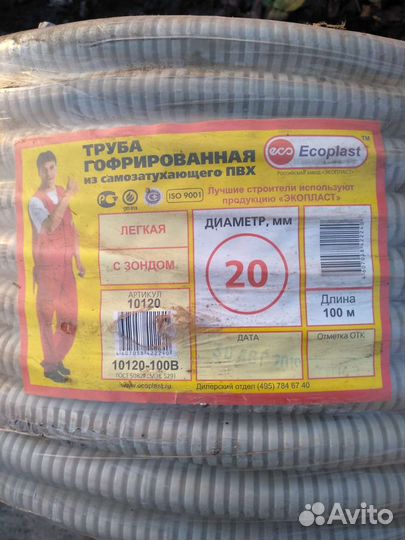 ТРУБА
ГОФРИРОВАННАЯ
из самозатухающего ПВХ
eco Ecoplast™
Российский завод «ЭКОПЛАСТ»
ISO 9001
Лучшие строители используют
продукцию «ЭКОПЛАСТ»
ЛЕГКАЯ
С ЗОНДОМ
ДИАМЕТР, мм
20
Длина
100 м
АРТИКУЛ
10120
10120-100В
www.ecoplast.ru
ДАТА
Отметка ОТК
Дилерский отдел (495) 784 67 40
Avito